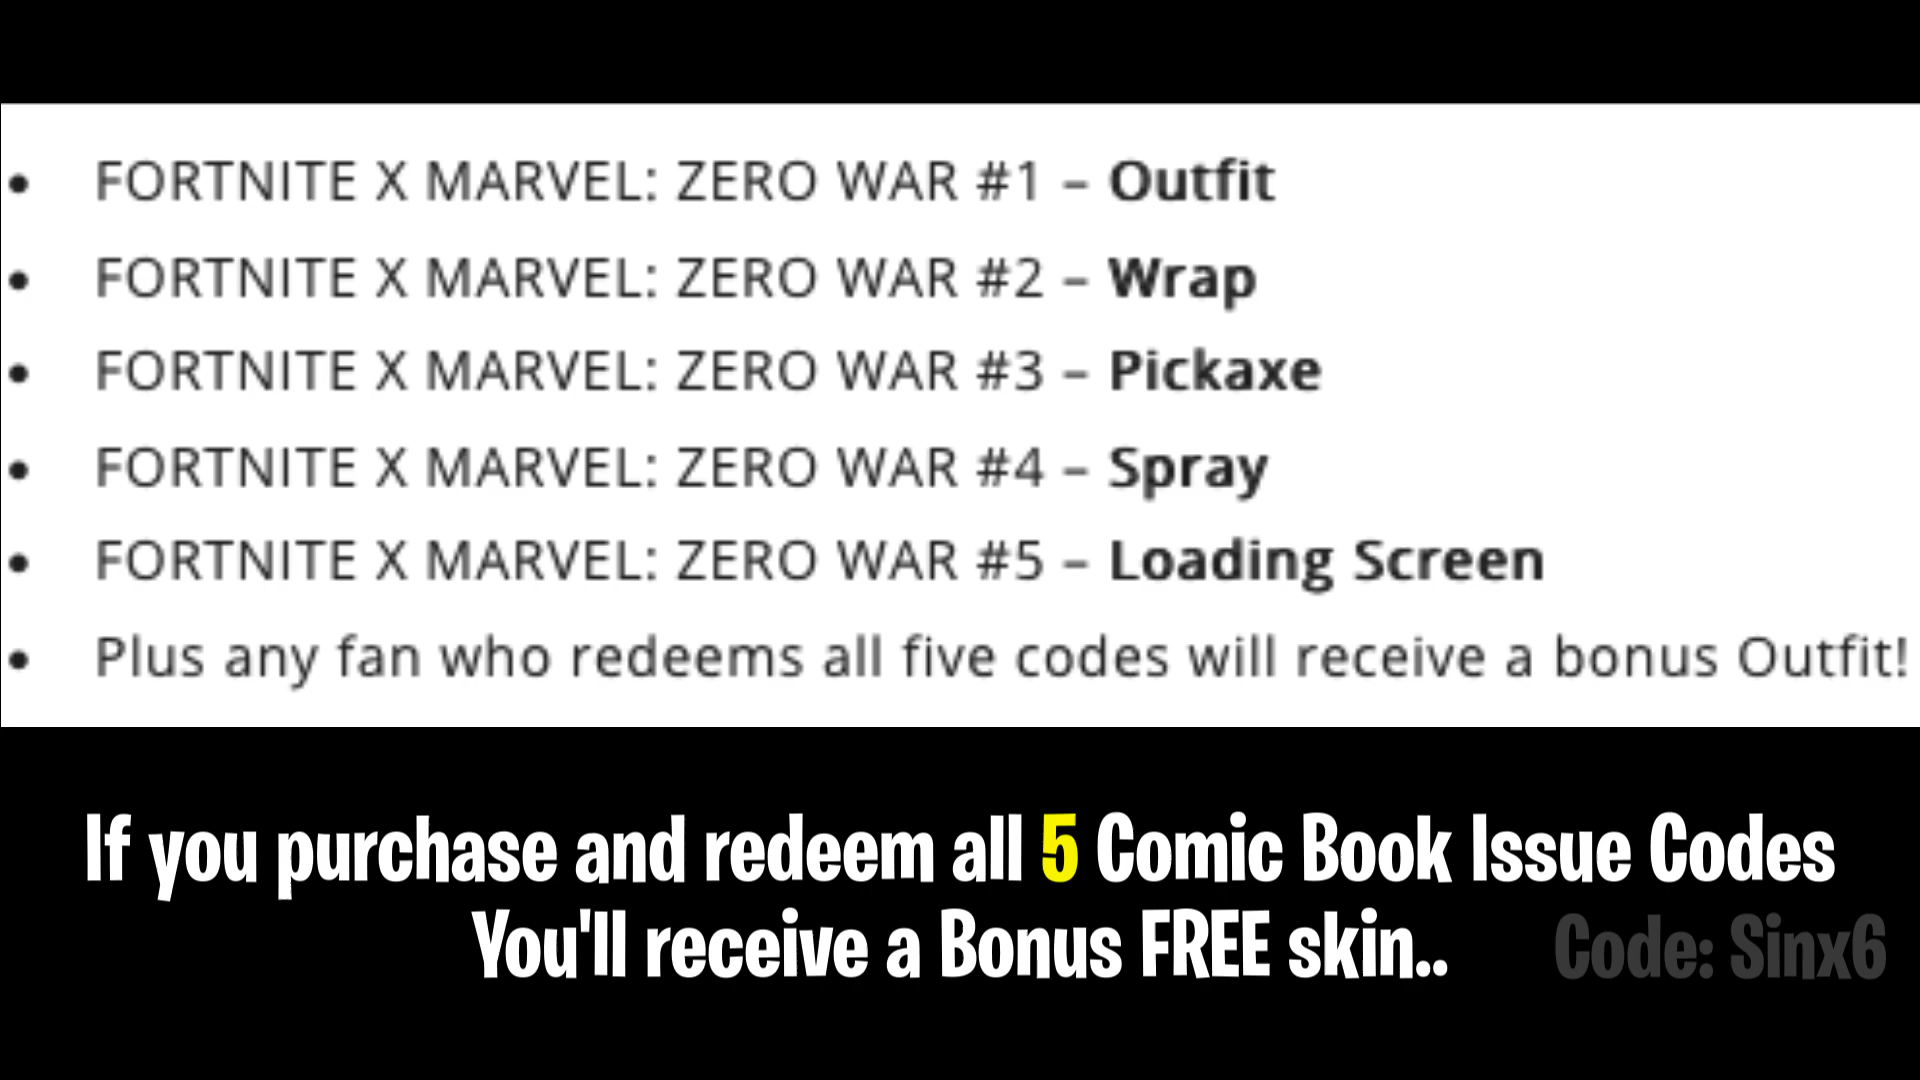 • FORTNITE X MARVEL: ZERO WAR #1 – Outfit
• FORTNITE X MARVEL: ZERO WAR #2 – Wrap
• FORTNITE X MARVEL: ZERO WAR #3 – Pickaxe
• FORTNITE X MARVEL: ZERO WAR #4 – Spray
• FORTNITE X MARVEL: ZERO WAR #5 – Loading Screen
• Plus any fan who redeems all five codes will receive a bonus Outfit!
If you purchase and redeem all 5 Comic Book Issue Codes
You'll receive a Bonus FREE skin..
Code: Sinx6